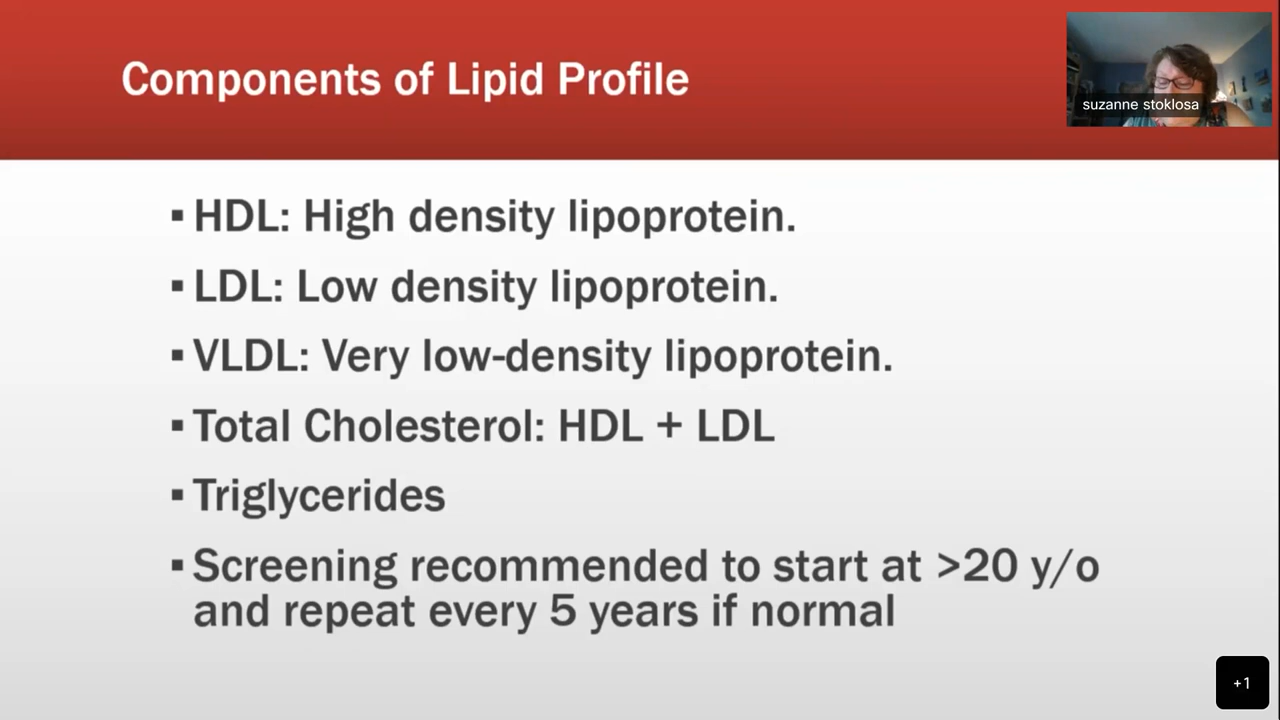 Components of Lipid Profile
suzanne stoklosa
▪ HDL: High density lipoprotein.
▪ LDL: Low density lipoprotein.
▪ VLDL: Very low-density lipoprotein.
▪ Total Cholesterol: HDL + LDL
▪ Triglycerides
▪ Screening recommended to start at >20 y/o
and repeat every 5 years if normal
+1